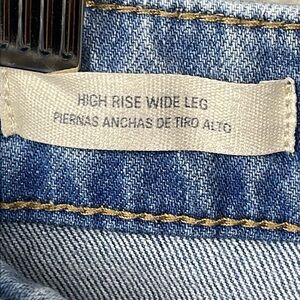 HIGH RISE WIDE LEG
PIERNAS ANCHAS DE TIRO ALTO